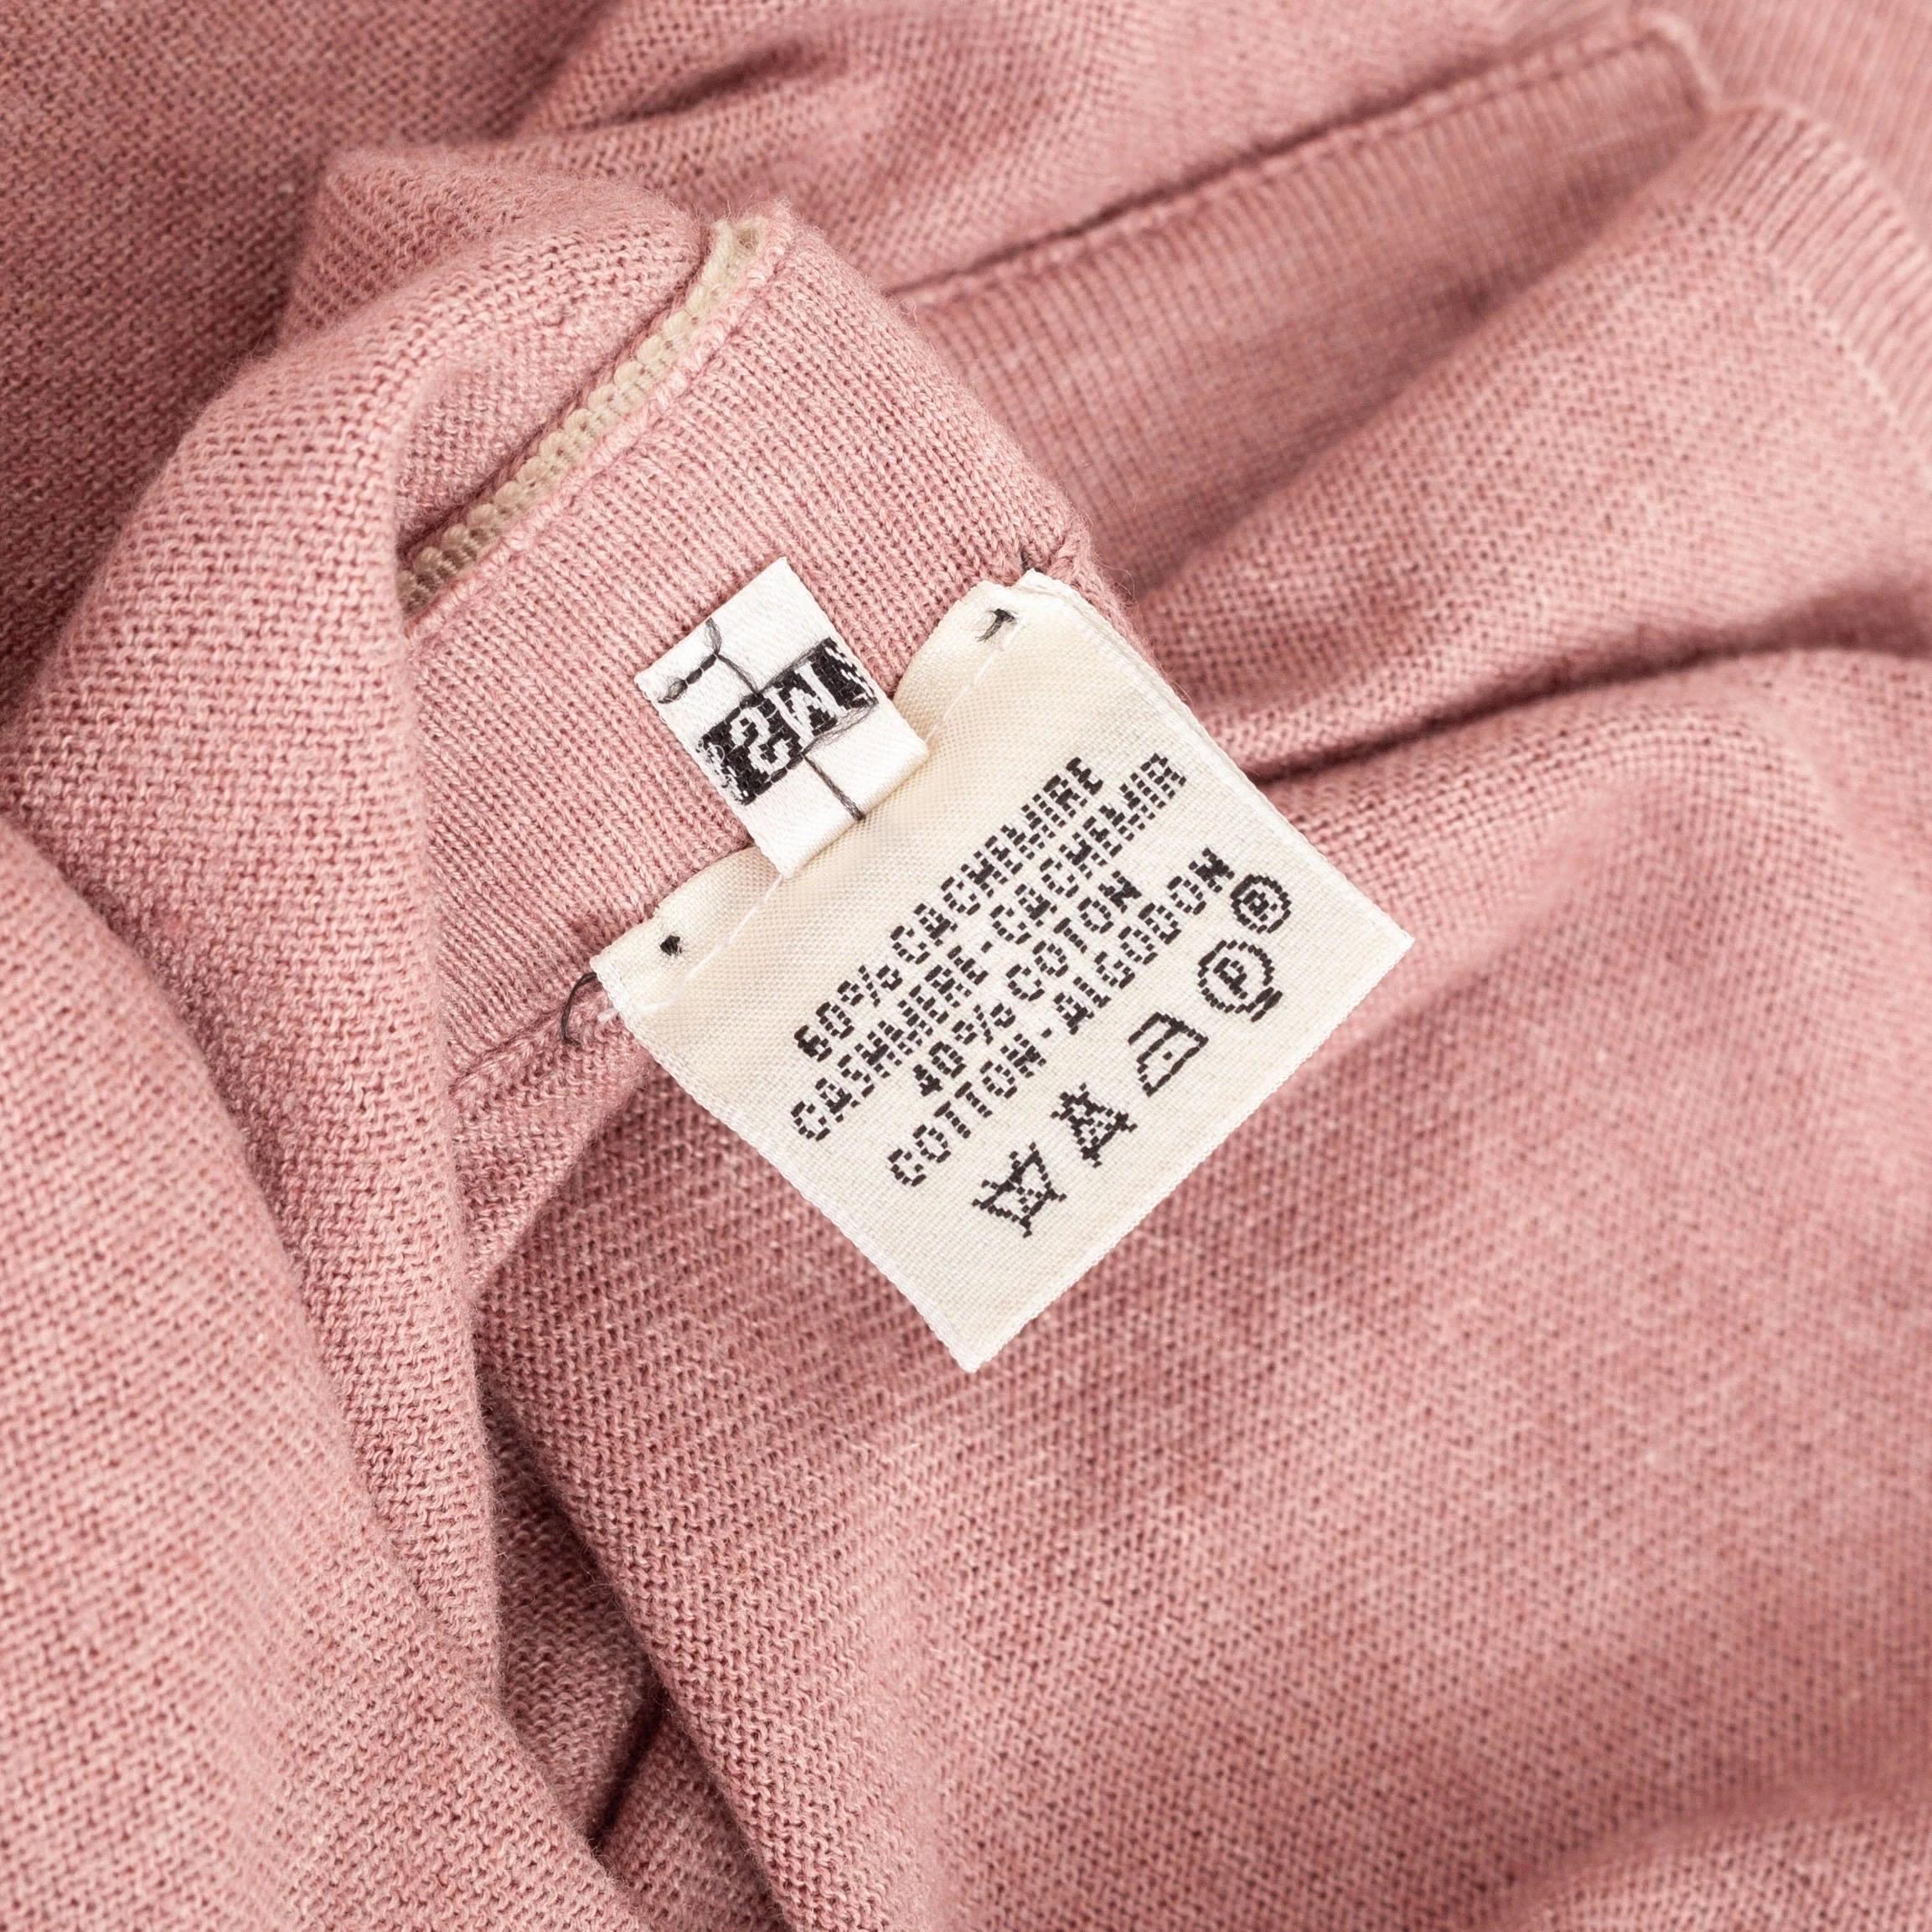 60% CACHEMIRE
CASHMERE-CACHEMIR
40% COTON
COTTON-ALGODON
P